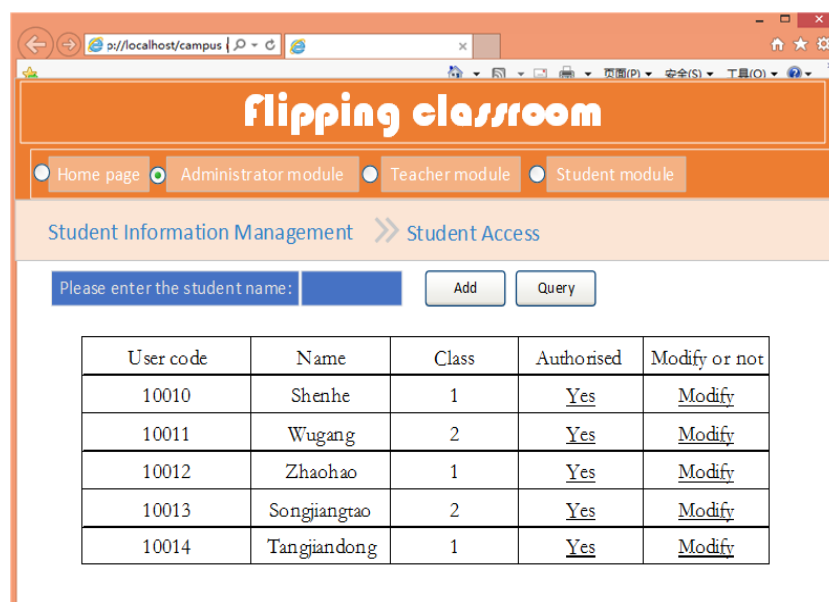 p://localhost/campus
页面(P) 安全(S) 工具(O)
Flipping classroom
Home page Administrator module Teacher module Student module
Student Information Management Student Access
Please enter the student name: Add Query
User code Name Class Authorised Modify or not
10010 Shenhe 1 Yes Modify
10011 Wugang 2 Yes Modify
10012 Zhaohao 1 Yes Modify
10013 Songjiangtao 2 Yes Modify
10014 Tangjiandong 1 Yes Modify